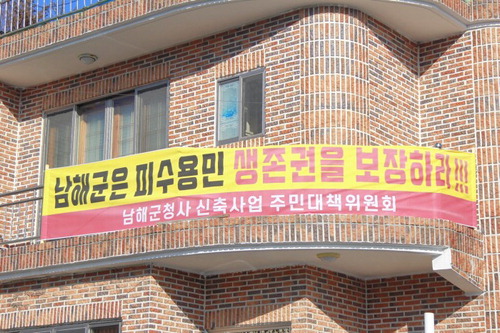 남해군은 피수용민 생존권을 보장하라!!!
남해군청사 신축사업 주민대책위원회